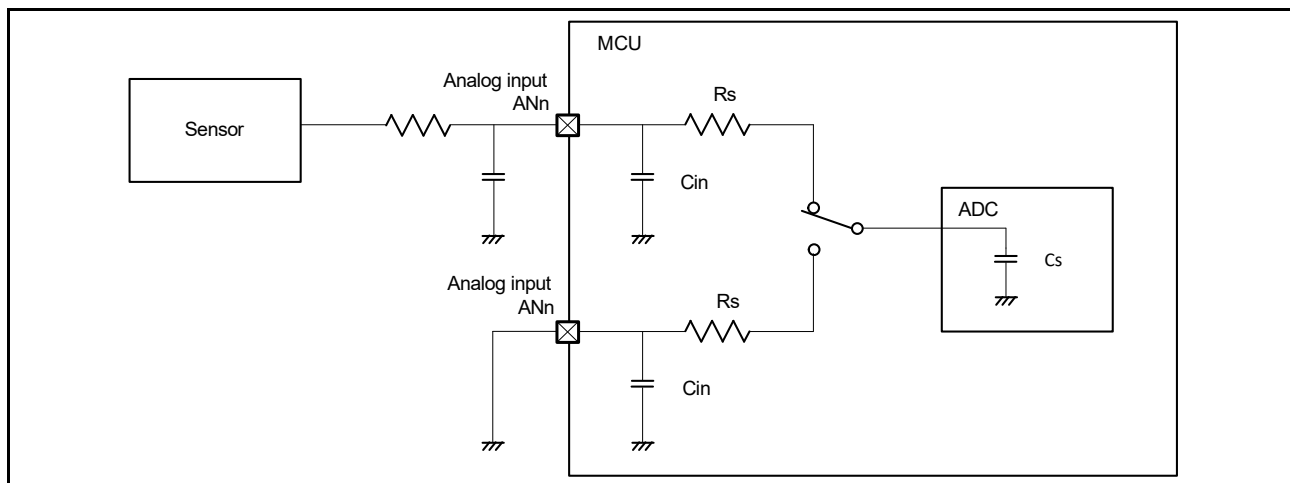 MCU
Analog input
ANn
Rs
Sensor
Cin
ADC
Cs
Analog input
ANn
Rs
Cin